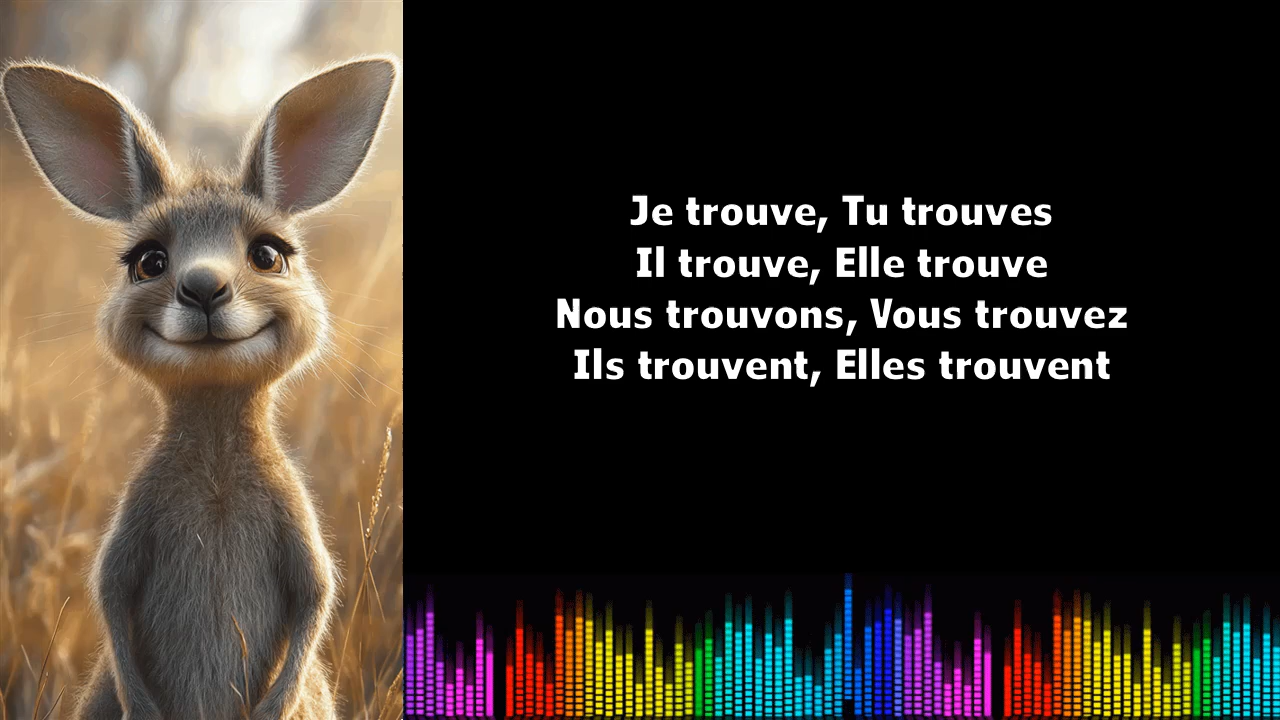 Je trouve, Tu trouves
Il trouve, Elle trouve
Nous trouvons, Vous trouvez
Ils trouvent, Elles trouvent